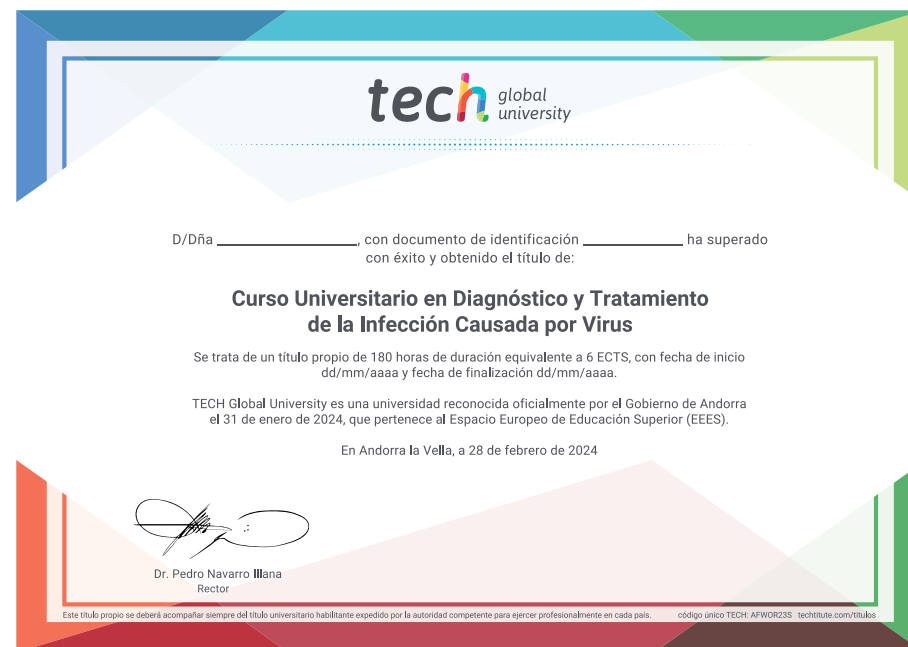 tech global university
D/Dña ____________________, con documento de identificación ______________ ha superado
con éxito y obtenido el título de:
Curso Universitario en Diagnóstico y Tratamiento
de la Infección Causada por Virus
Se trata de un título propio de 180 horas de duración equivalente a 6 ECTS, con fecha de inicio
dd/mm/aaaa y fecha de finalización dd/mm/aaaa.
TECH Global University es una universidad reconocida oficialmente por el Gobierno de Andorra
el 31 de enero de 2024, que pertenece al Espacio Europeo de Educación Superior (EEES).
En Andorra la Vella, a 28 de febrero de 2024
Dr. Pedro Navarro Illana
Rector
Este título propio se deberá acompañar siempre del título universitario habilitante expedido por la autoridad competente para ejercer profesionalmente en cada país. código único TECH: AFWOR23S techtitute.com/titulos